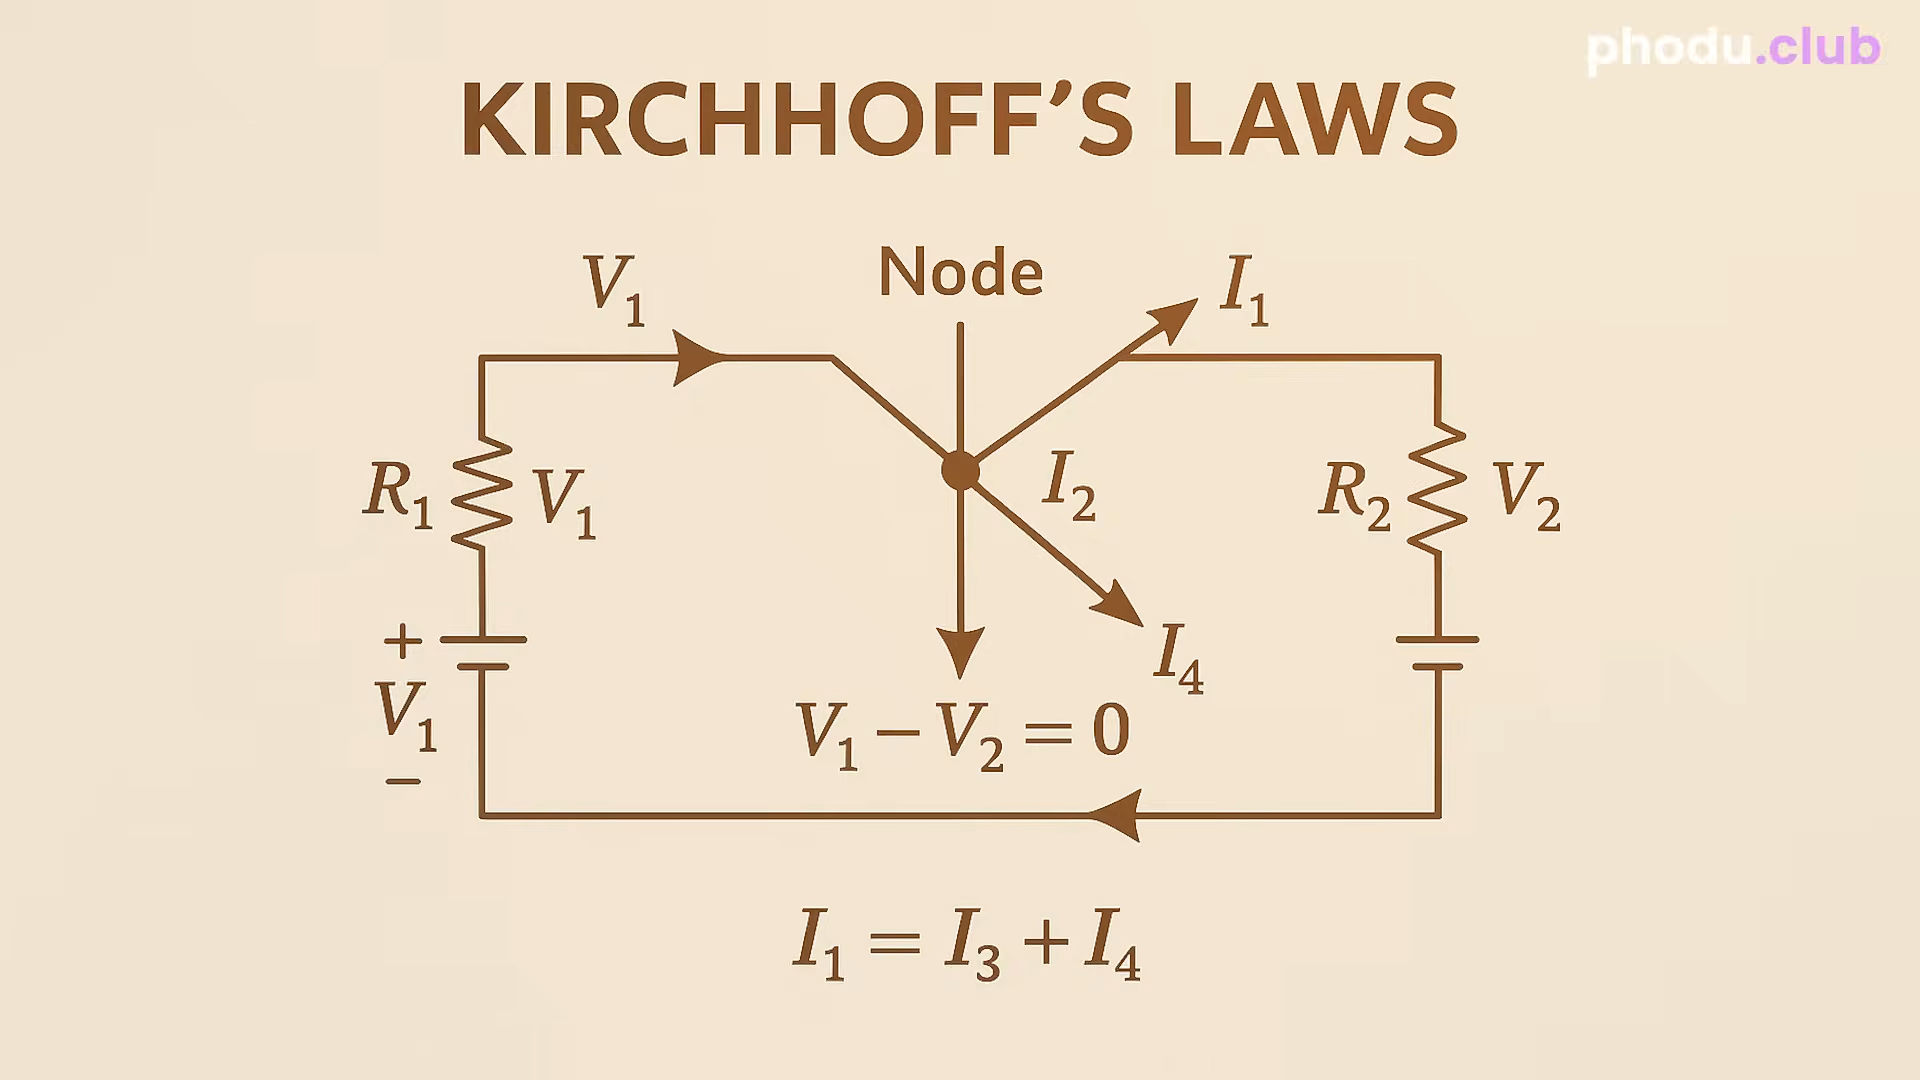 phodu.club
KIRCHHOFF’S LAWS
V₁
Node
I₁
R₁
V₁
I₂
R₂
V₂
+
V₁
−
I₄
V₁ − V₂ = 0
I₁ = I₃ + I₄